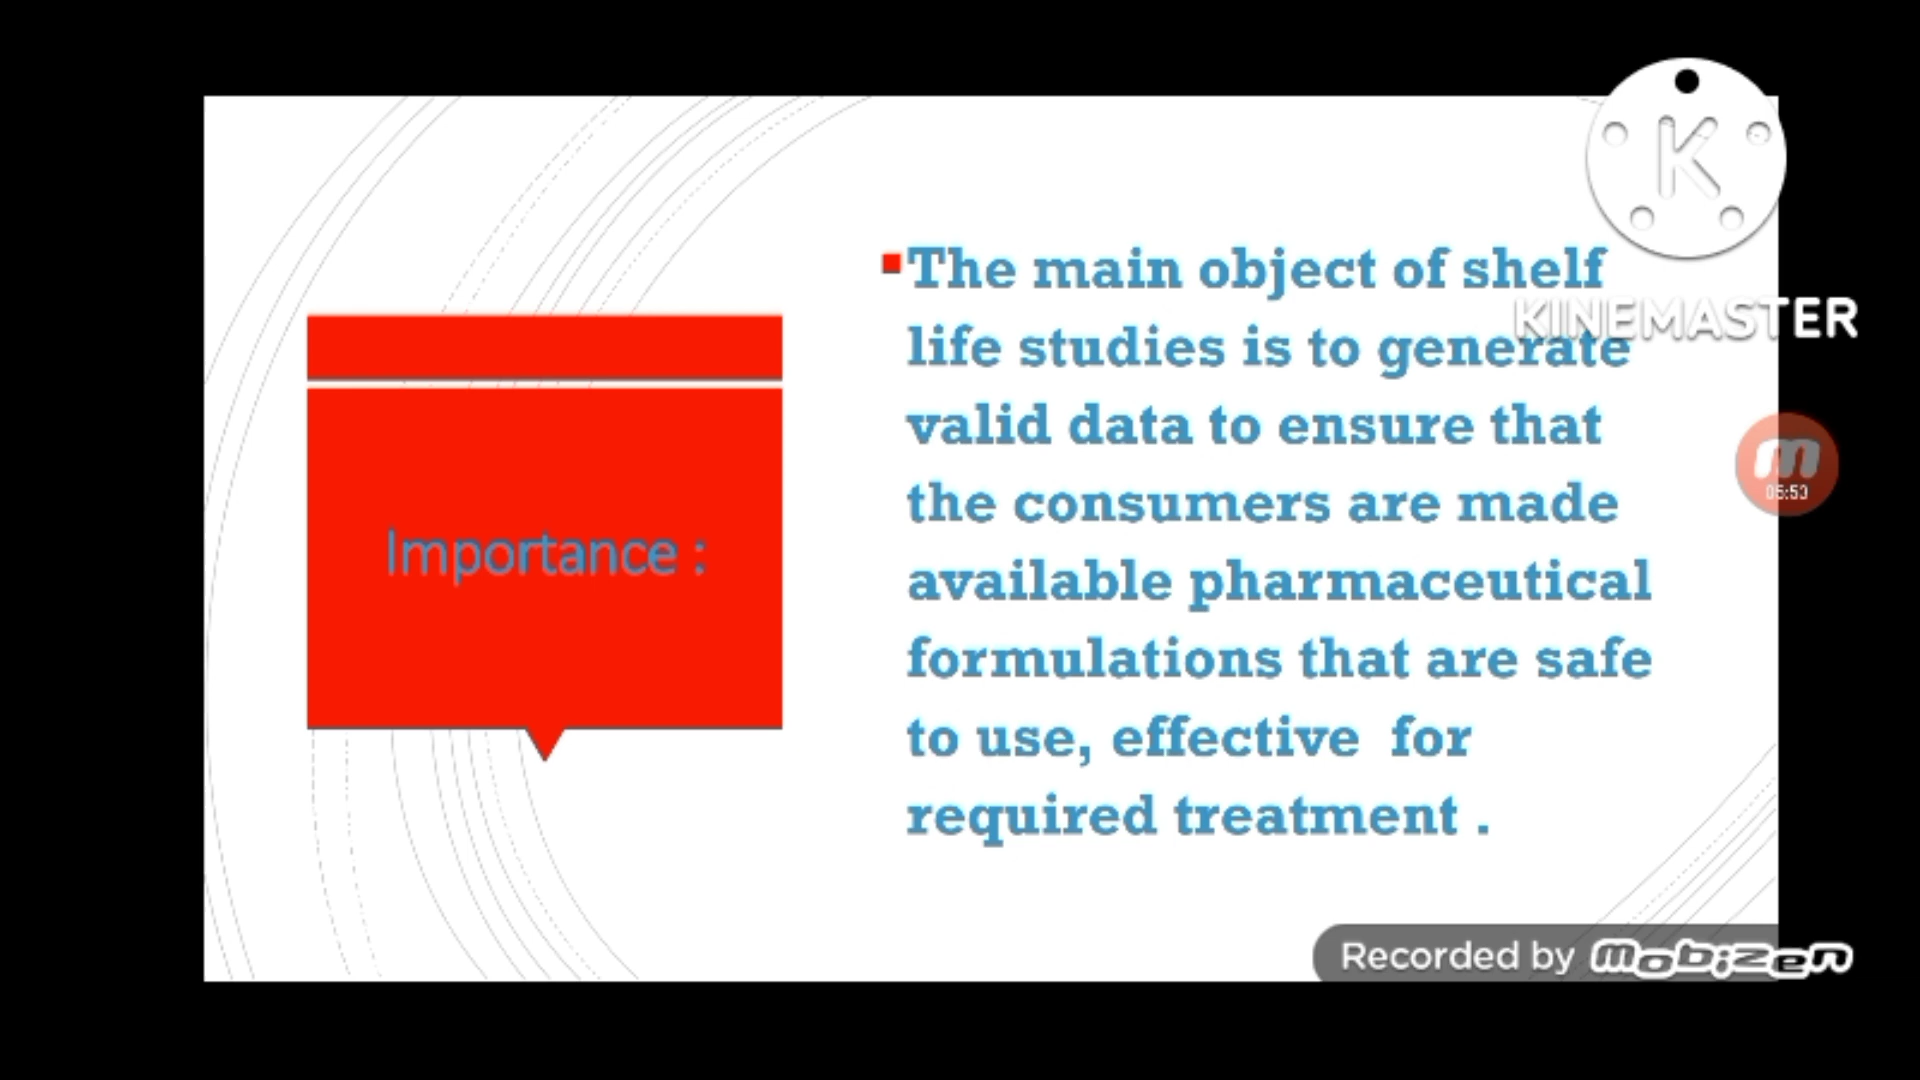 Importance :
The main object of shelf
life studies is to generate
valid data to ensure that
the consumers are made
available pharmaceutical
formulations that are safe
to use, effective  for
required treatment .
K
KINEMASTER
m
Recorded by mobizen